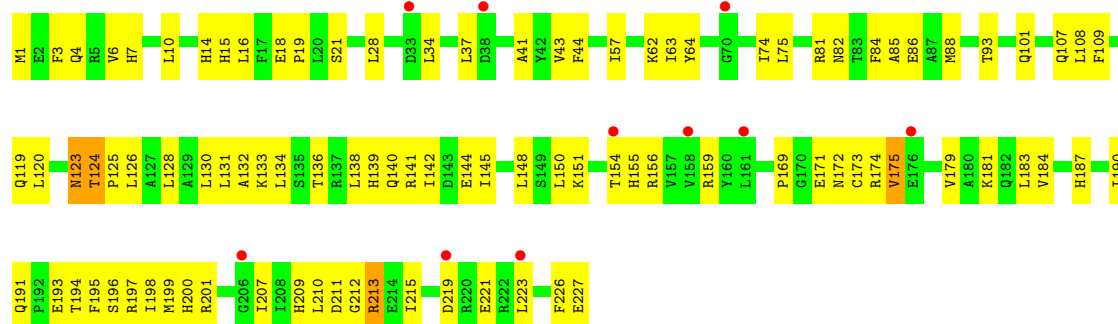 M1 E2 F3 Q4 R5 V6 H7 L10 H14 H15 L16 F17 E18 P19 L20 S21 L28 D33 L34 L37 D38 A41 Y42 V43 F44 I57 K62 I63 Y64 G70 I74 L75 R81 N82 T83 F84 A85 E86 A87 M88 T93 Q101 Q107 L108 F109
Q119 L120 N123 T124 P125 L126 A127 L128 A129 L130 L131 A132 K133 L134 S135 T136 R137 L138 H139 Q140 R141 I142 D143 E144 I145 L148 S149 L150 K151 T154 H155 R156 V157 V158 R159 Y160 L161 P169 G170 E171 N172 C173 R174 V175 E176 V179 A180 K181 Q182 L183 V184 H187 I190
Q191 P192 E193 T194 F195 S196 R197 I198 M199 H200 R201 G206 I207 I208 H209 L210 D211 G212 R213 E214 I215 D219 R220 E221 R222 L223 F226 E227